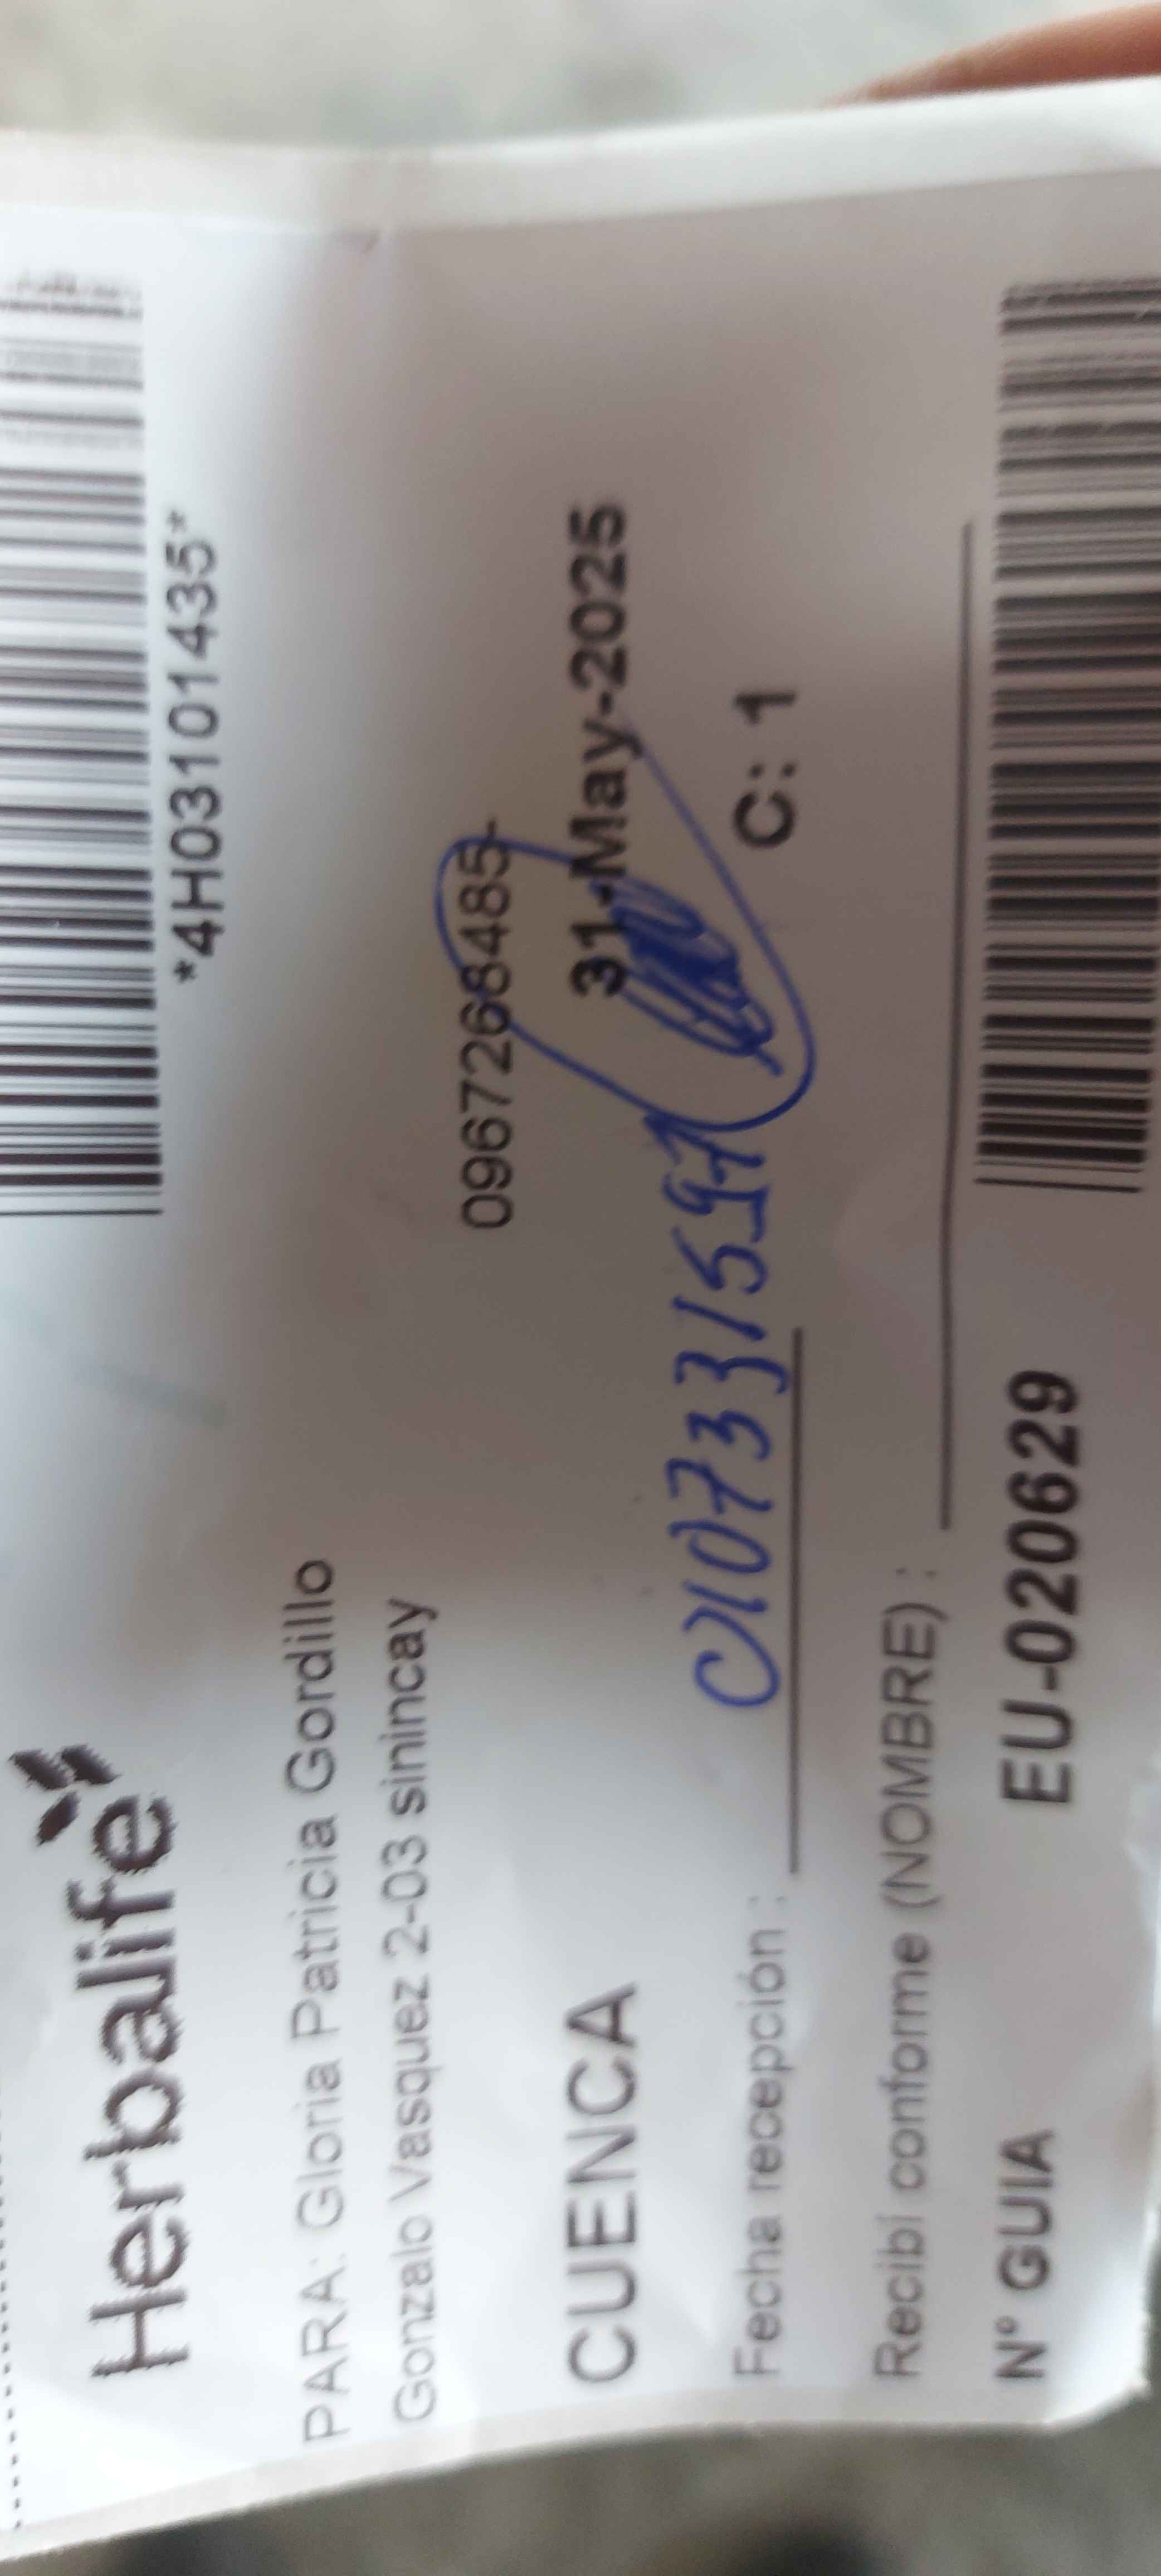 Herbalife
*4H03101435*
PARA: Gloria Patricia Gordillo
Gonzalo Vasquez 2-03 sinincay
0967268485-
CUENCA 31-May-2025
Fecha recepción : C: 1
Recibí conforme (NOMBRE) :
N° GUIA EU-020629